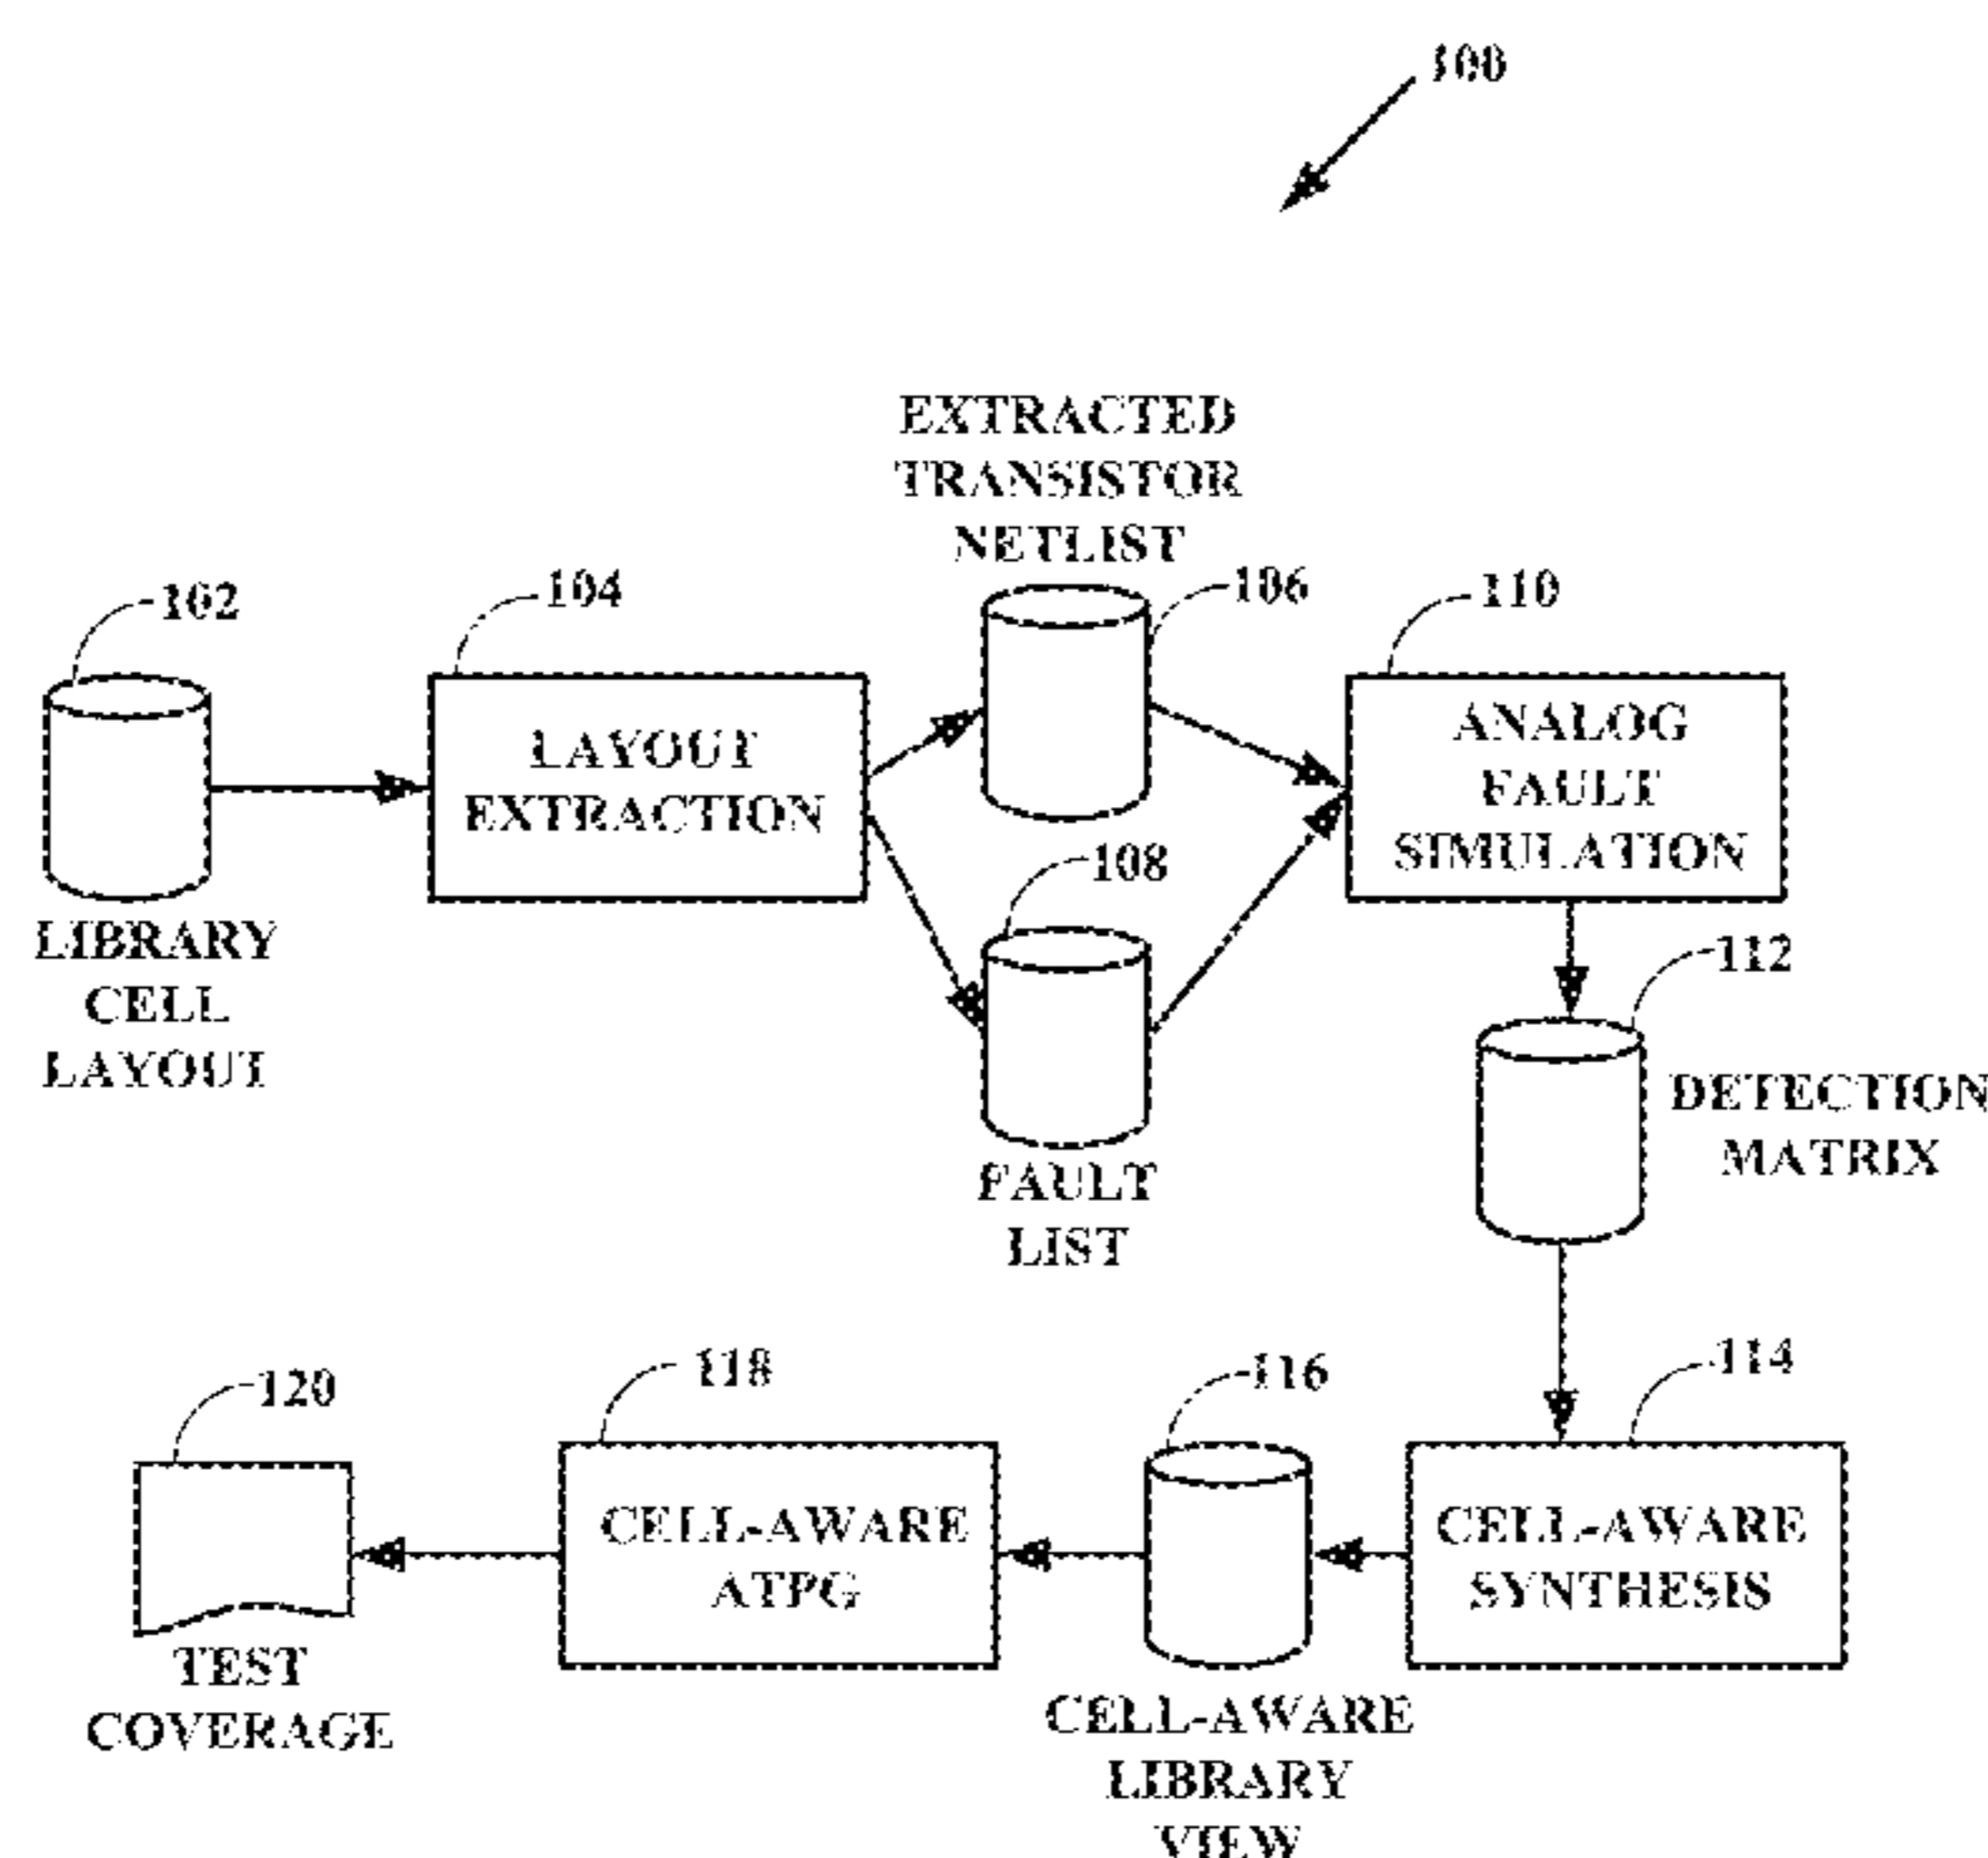 100
EXTRACTED
TRANSISTOR
NETLIST
102
104
106
110
LAYOUT
EXTRACTION
ANALOG
FAULT
SIMULATION
108
LIBRARY
CELL
LAYOUT
112
DETECTION
MATRIX
FAULT
LIST
120
118
116
114
CELL-AWARE
ATPG
CELL-AWARE
SYNTHESIS
TEST
COVERAGE
CELL-AWARE
LIBRARY
VIEW